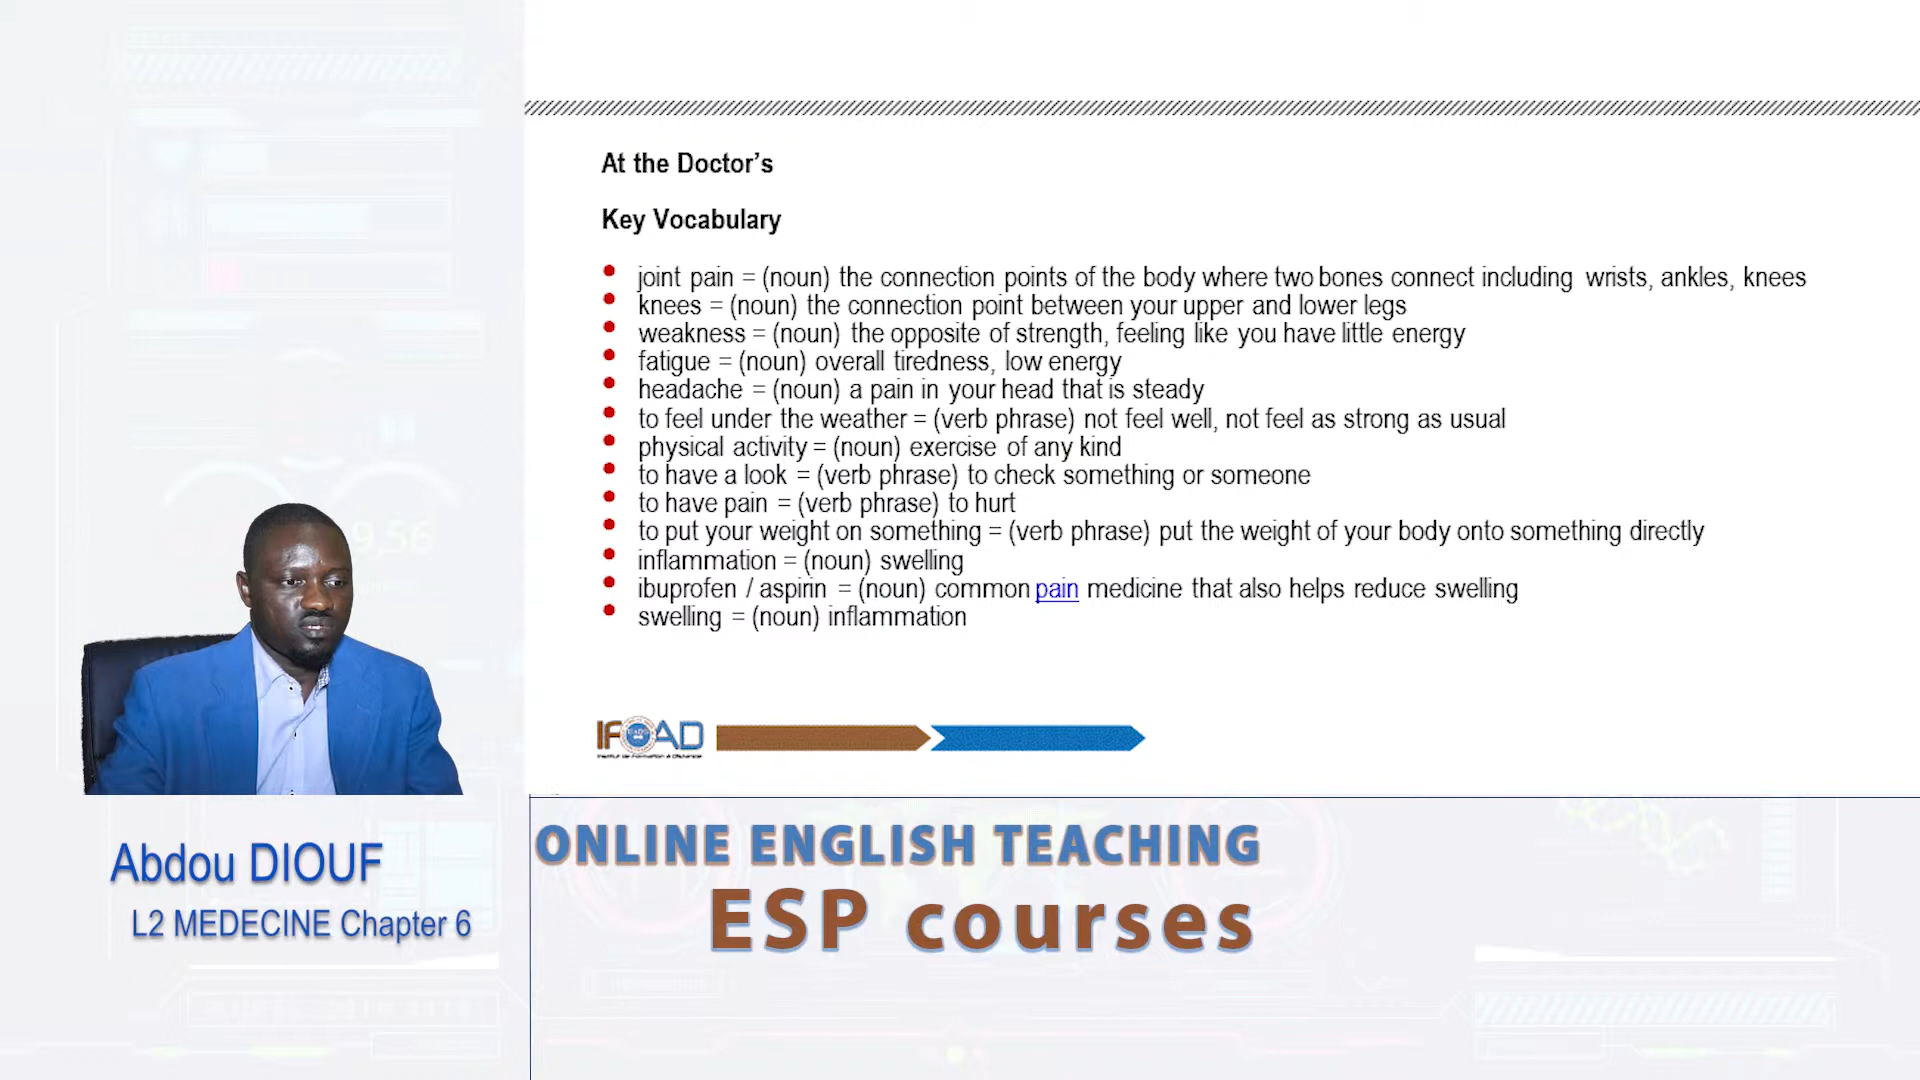 At the Doctor's
Key Vocabulary
joint pain = (noun) the connection points of the body where two bones connect including wrists, ankles, knees
knees = (noun) the connection point between your upper and lower legs
weakness = (noun) the opposite of strength, feeling like you have little energy
fatigue = (noun) overall tiredness, low energy
headache = (noun) a pain in your head that is steady
to feel under the weather = (verb phrase) not feel well, not feel as strong as usual
physical activity = (noun) exercise of any kind
to have a look = (verb phrase) to check something or someone
to have pain = (verb phrase) to hurt
to put your weight on something = (verb phrase) put the weight of your body onto something directly
inflammation = (noun) swelling
ibuprofen / aspirin = (noun) common pain medicine that also helps reduce swelling
swelling = (noun) inflammation
9,56
IFOAD
Institut de Formation A Distance
Abdou DIOUF
L2 MEDECINE Chapter 6
ONLINE ENGLISH TEACHING
ESP courses